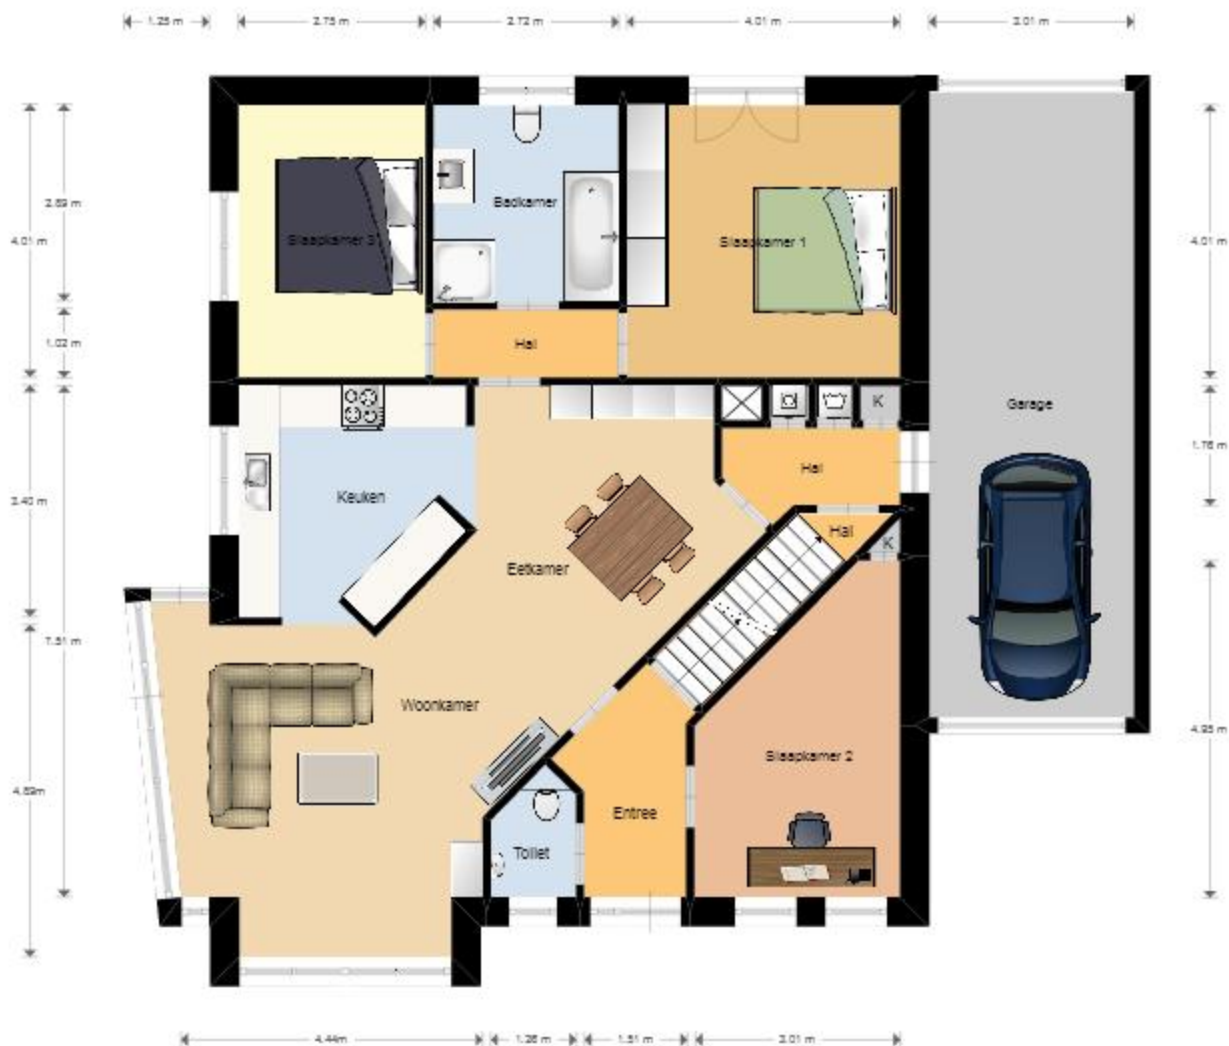 1.25 m
2.75 m
2.72 m
4.01 m
3.01 m
2.89 m
4.01 m
4.01 m
Badkamer
Slaapkamer 3
Slaapkamer 1
1.02 m
Hal
K
Garage
1.76 m
Hal
3.40 m
Keuken
Hal
K
Eetkamer
7.51 m
Woonkamer
4.95 m
Slaapkamer 2
4.89m
Entree
Toilet
4.44m
1.26 m
1.51 m
3.01 m